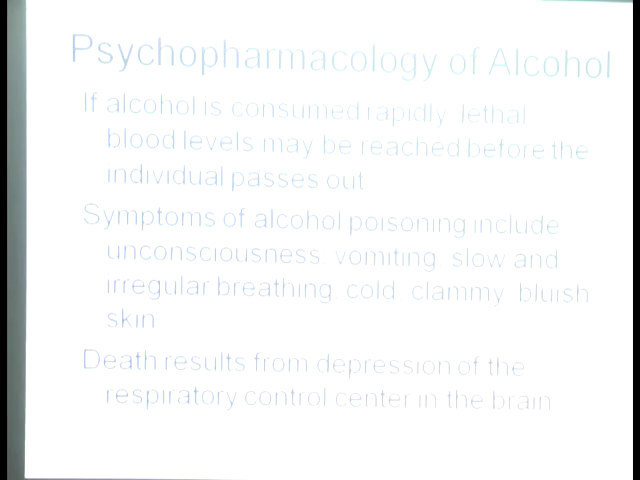 Psychopharmacology of Alcohol
If alcohol is consumed rapidly lethal
blood levels may be reached before the
individual passes out
Symptoms of alcohol poisoning include
unconsciousness vomiting slow and
irregular breathing cold clammy bluish
skin
Death results from depression of the
respiratory control center in the brain